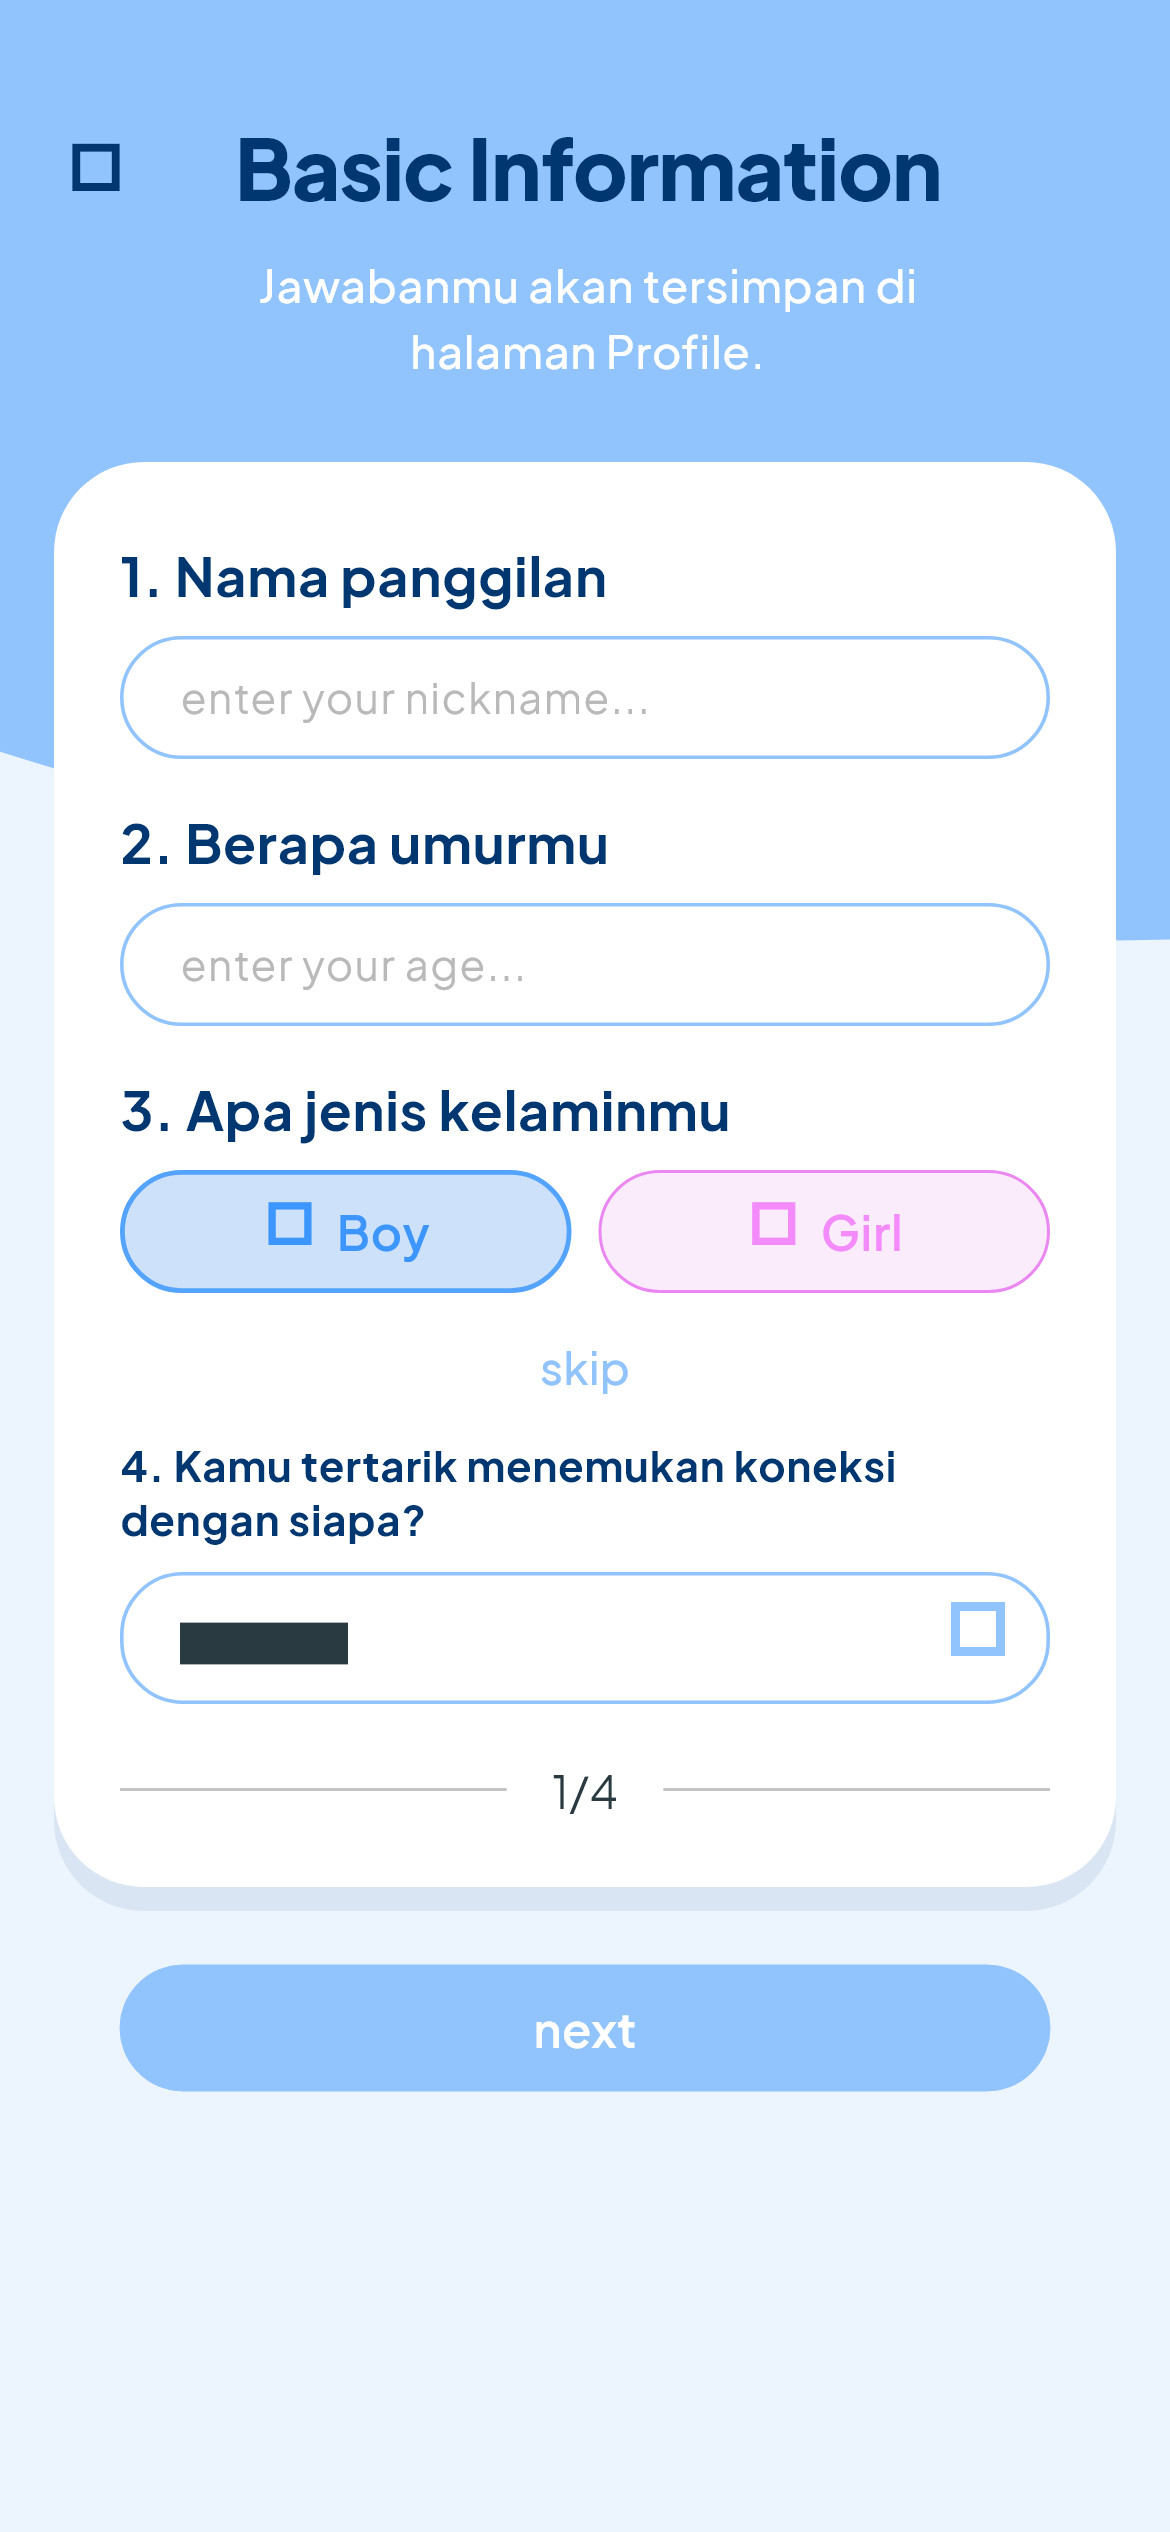 Basic Information
Jawabanmu akan tersimpan di
halaman Profile.
1. Nama panggilan
enter your nickname...
2. Berapa umurmu
enter your age...
3. Apa jenis kelaminmu
Boy
Girl
skip
4. Kamu tertarik menemukan koneksi
dengan siapa?
1/4
next